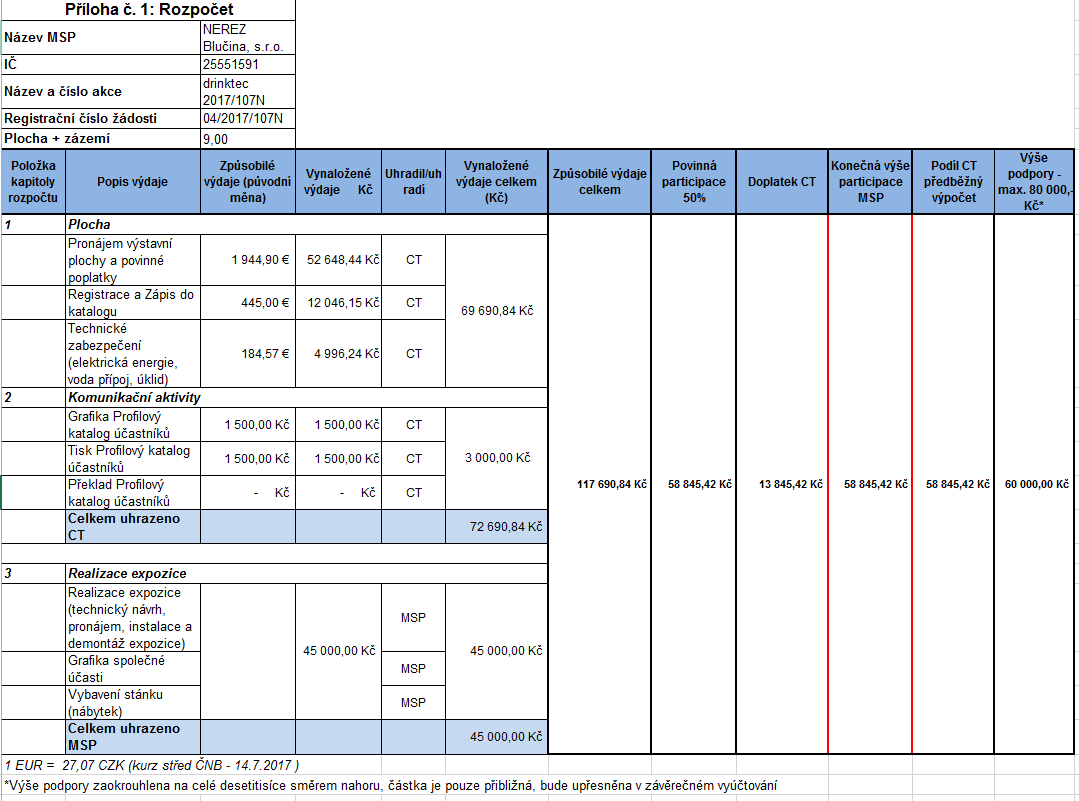 Příloha č. 1: Rozpočet
Název MSP
NEREZ
Blučina, s.r.o.
IČ
25551591
Název a číslo akce
drinktec
2017/107N
Registrační číslo žádosti
04/2017/107N
Plocha + zázemí
9,00
Položka
kapitoly
rozpočtu
Popis výdaje
Způsobilé
výdaje (původní
měna)
Vynaložené
výdaje Kč
Uhradil/uh
radí
Vynaložené
výdaje celkem
(Kč)
Způsobilé výdaje
celkem
Povinná
participace
50%
Doplatek CT
Konečná výše
participace
MSP
Podíl CT
předběžný
výpočet
Výše
podpory -
max. 80 000,-
Kč*
1
Plocha
Pronájem výstavní
plochy a povinné
poplatky
1 944,90 €
52 648,44 Kč
CT
Registrace a Zápis do
katalogu
445,00 €
12 046,15 Kč
CT
69 690,84 Kč
Technické
zabezpečení
(elektrická energie,
voda přípoj, úklid)
184,57 €
4 996,24 Kč
CT
2
Komunikační aktivity
Grafika Profilový
katalog účastníků
1 500,00 Kč
1 500,00 Kč
CT
Tisk Profilový katalog
účastníků
1 500,00 Kč
1 500,00 Kč
CT
3 000,00 Kč
Překlad Profilový
katalog účastníků
- Kč
- Kč
CT
117 690,84 Kč
58 845,42 Kč
13 845,42 Kč
58 845,42 Kč
58 845,42 Kč
60 000,00 Kč
Celkem uhrazeno
CT
72 690,84 Kč
3
Realizace expozice
Realizace expozice
(technický návrh,
pronájem, instalace a
demontáž expozice)
45 000,00 Kč
MSP
45 000,00 Kč
Grafika společné
účasti
MSP
Vybavení stánku
(nábytek)
MSP
Celkem uhrazeno
MSP
45 000,00 Kč
1 EUR = 27,07 CZK (kurz střed ČNB - 14.7.2017 )
*Výše podpory zaokrouhlena na celé desetitisíce směrem nahoru, částka je pouze přibližná, bude upřesněna v závěrečném vyúčtování